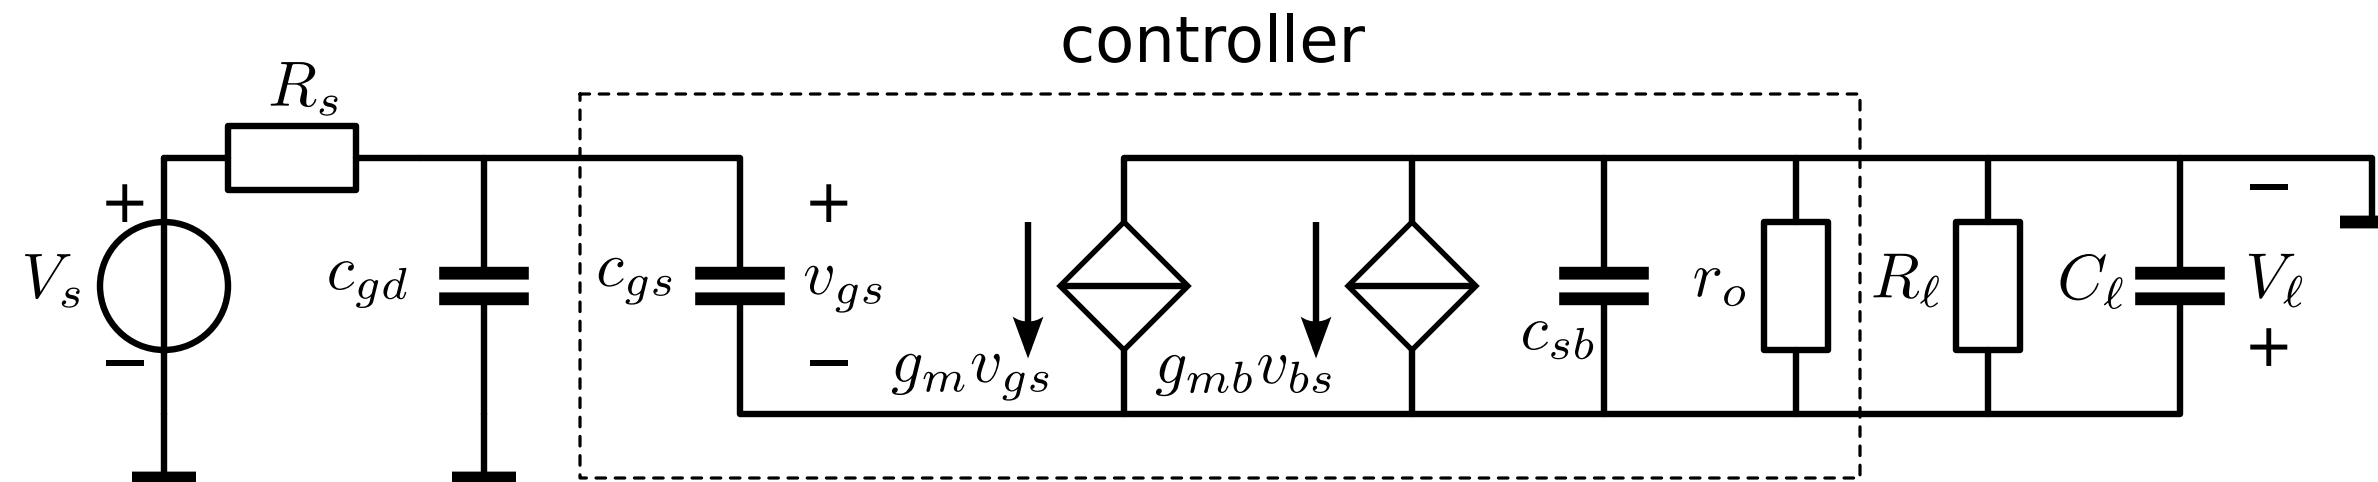 controller
R_s
+
+
−
V_s
c_gd
c_gs
v_gs
r_o
R_ℓ
C_ℓ
V_ℓ
c_sb
−
−
g_m v_gs
g_mb v_bs
+